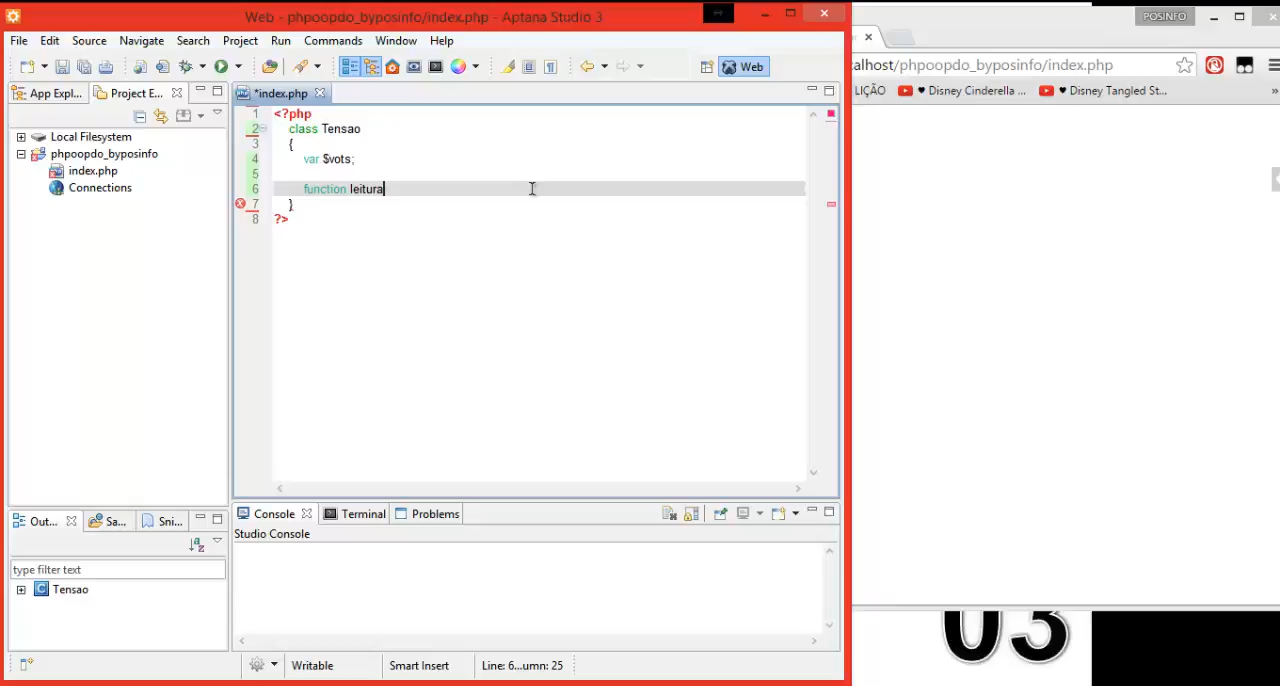 Web - phpoopdo_byposinfo/index.php - Aptana Studio 3
POSINFO
File Edit Source Navigate Search Project Run Commands Window Help
alhost/phpoopdo_byposinfo/index.php
Web
LIÇÃO ♥ Disney Cinderella ... ♥ Disney Tangled St... »
App Expl... Project E...
*index.php
Local Filesystem
phpoopdo_byposinfo
index.php
Connections
1 <?php
2 class Tensao
3 {
4 var $vots;
5
6 function leitura
7 }
8 ?>
Out... Sa... Sni...
Console Terminal Problems
Studio Console
type filter text
Tensao
03
Writable Smart Insert Line: 6...umn: 25